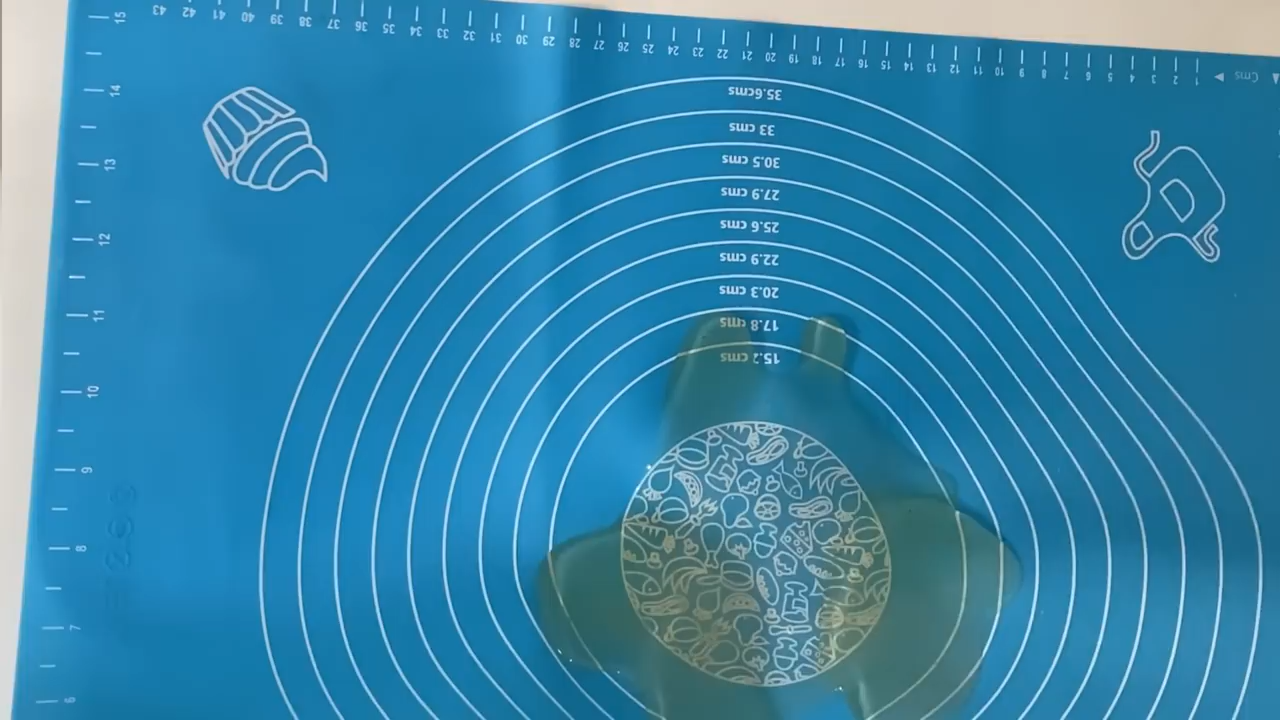 43 42 41 40 39 38 37 36 35 34 33 32 31 30 29 28 27 26 25 24 23 22 21 20 19 18 17 16 15 14 13 12 11 10 9 8 7 6 5 4 3 2 1 Cms
35.6cms
33 cms
30.5 cms
27.9 cms
25.6 cms
22.9 cms
20.3 cms
17.8 cms
15.2 cms
15
14
13
12
11
10
9
8
7
6